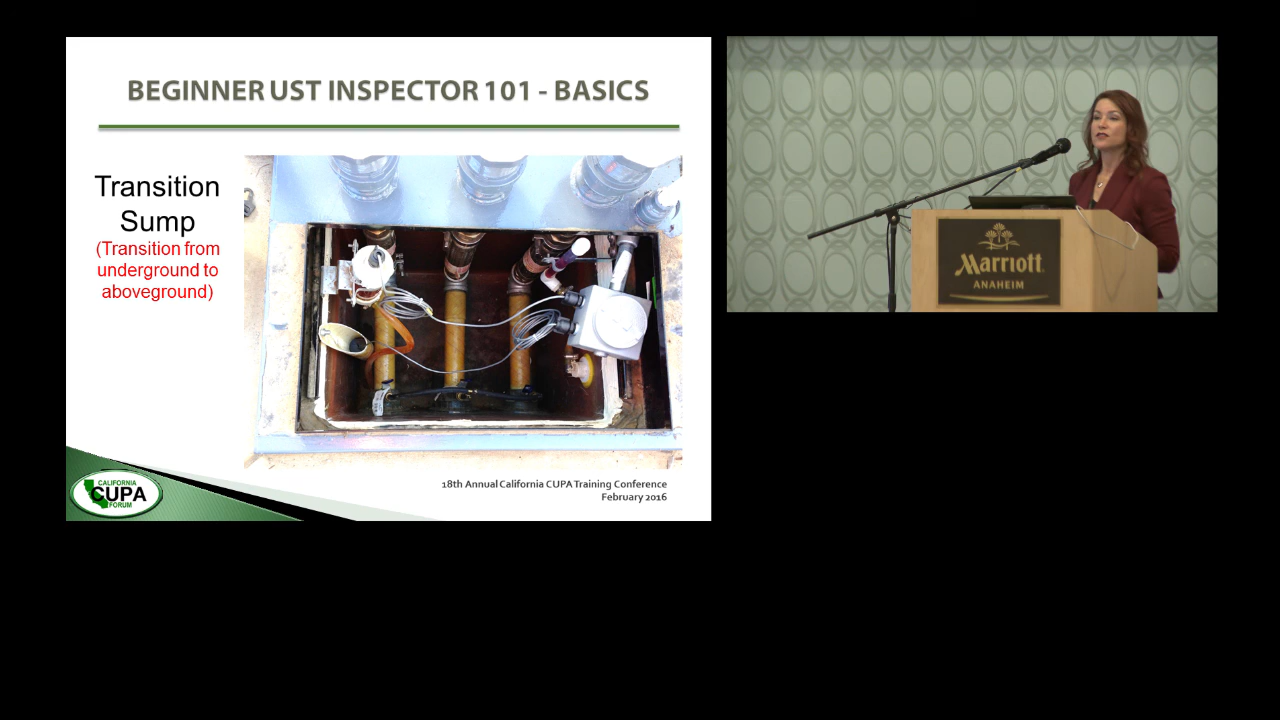 BEGINNER UST INSPECTOR 101 - BASICS
Transition
Sump
(Transition from
underground to
aboveground)
18th Annual California CUPA Training Conference
February 2016
CALIFORNIA
CUPA
FORUM
Marriott
ANAHEIM